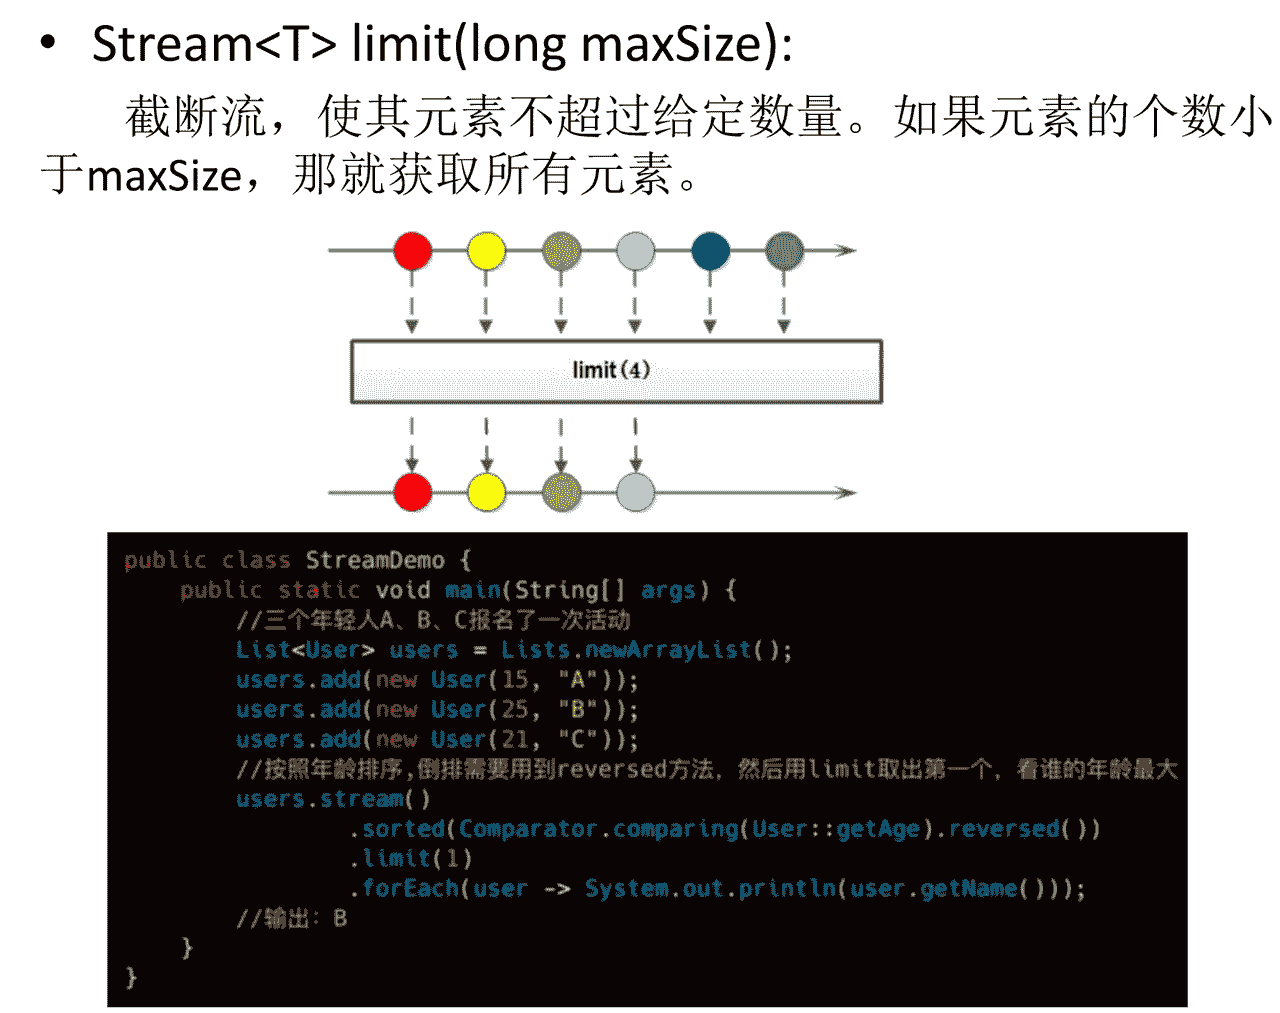 • Stream<T> limit(long maxSize):
截断流，使其元素不超过给定数量。如果元素的个数小
于maxSize，那就获取所有元素。
limit(4)
public class StreamDemo {
public static void main(String[] args) {
//三个年轻人A、B、C报名了一次活动
List<User> users = Lists.newArrayList();
users.add(new User(15, "A"));
users.add(new User(25, "B"));
users.add(new User(21, "C"));
//按照年龄排序,倒排需要用到reversed方法，然后用limit取出第一个，看谁的年龄最大
users.stream()
.sorted(Comparator.comparing(User::getAge).reversed())
.limit(1)
.forEach(user -> System.out.println(user.getName()));
//输出：B
}
}